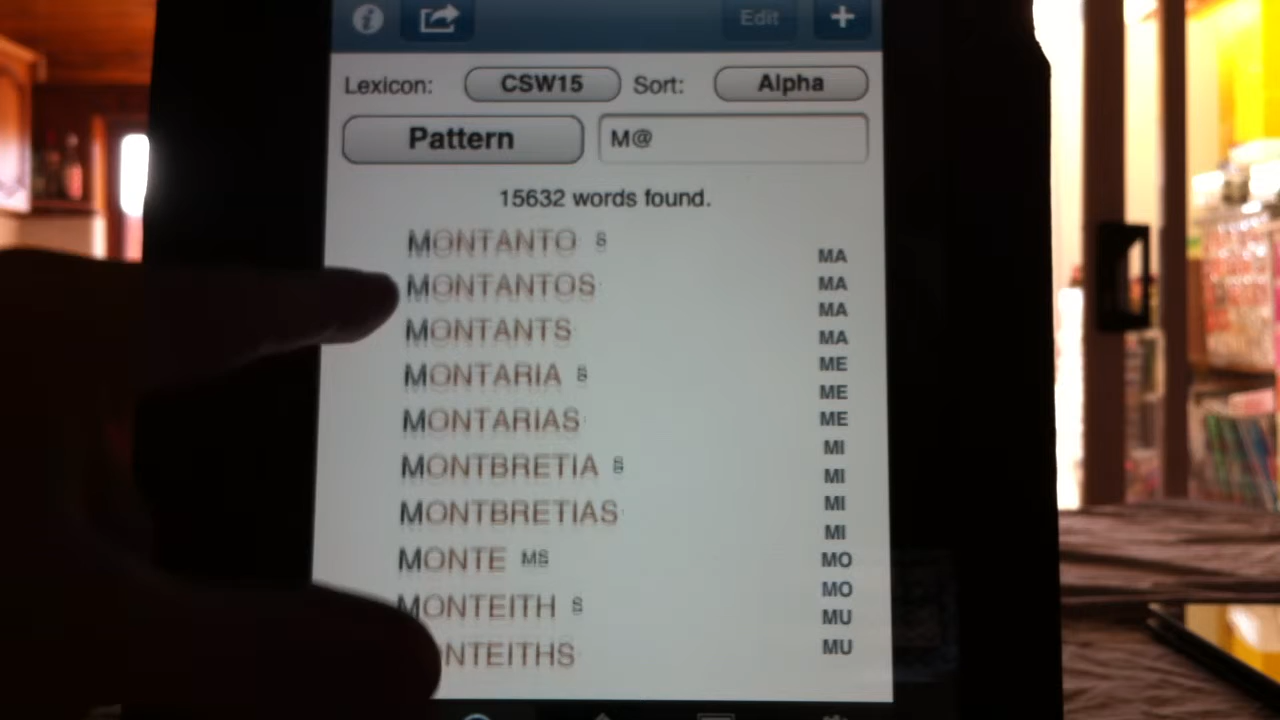 Edit
Lexicon: CSW15 Sort: Alpha
Pattern M@
15632 words found.
MONTANTO S
MONTANTOS
MONTANTS
MONTARIA S
MONTARIAS
MONTBRETIA S
MONTBRETIAS
MONTE MS
MONTEITH S
NTEITHS
MA
MA
MA
MA
ME
ME
ME
MI
MI
MI
MI
MO
MO
MU
MU